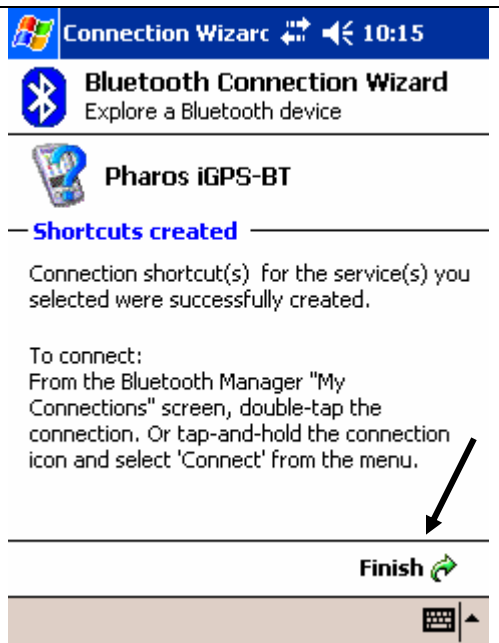 Connection Wizarc 10:15
Bluetooth Connection Wizard
Explore a Bluetooth device
Pharos iGPS-BT
Shortcuts created
Connection shortcut(s) for the service(s) you
selected were successfully created.
To connect:
From the Bluetooth Manager "My
Connections" screen, double-tap the
connection. Or tap-and-hold the connection
icon and select 'Connect' from the menu.
Finish